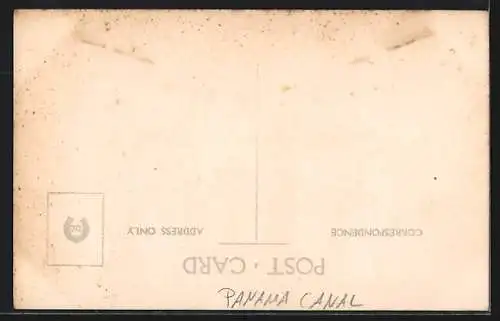 POST · CARD
CORRESPONDENCE
ADDRESS ONLY
PANAMA CANAL